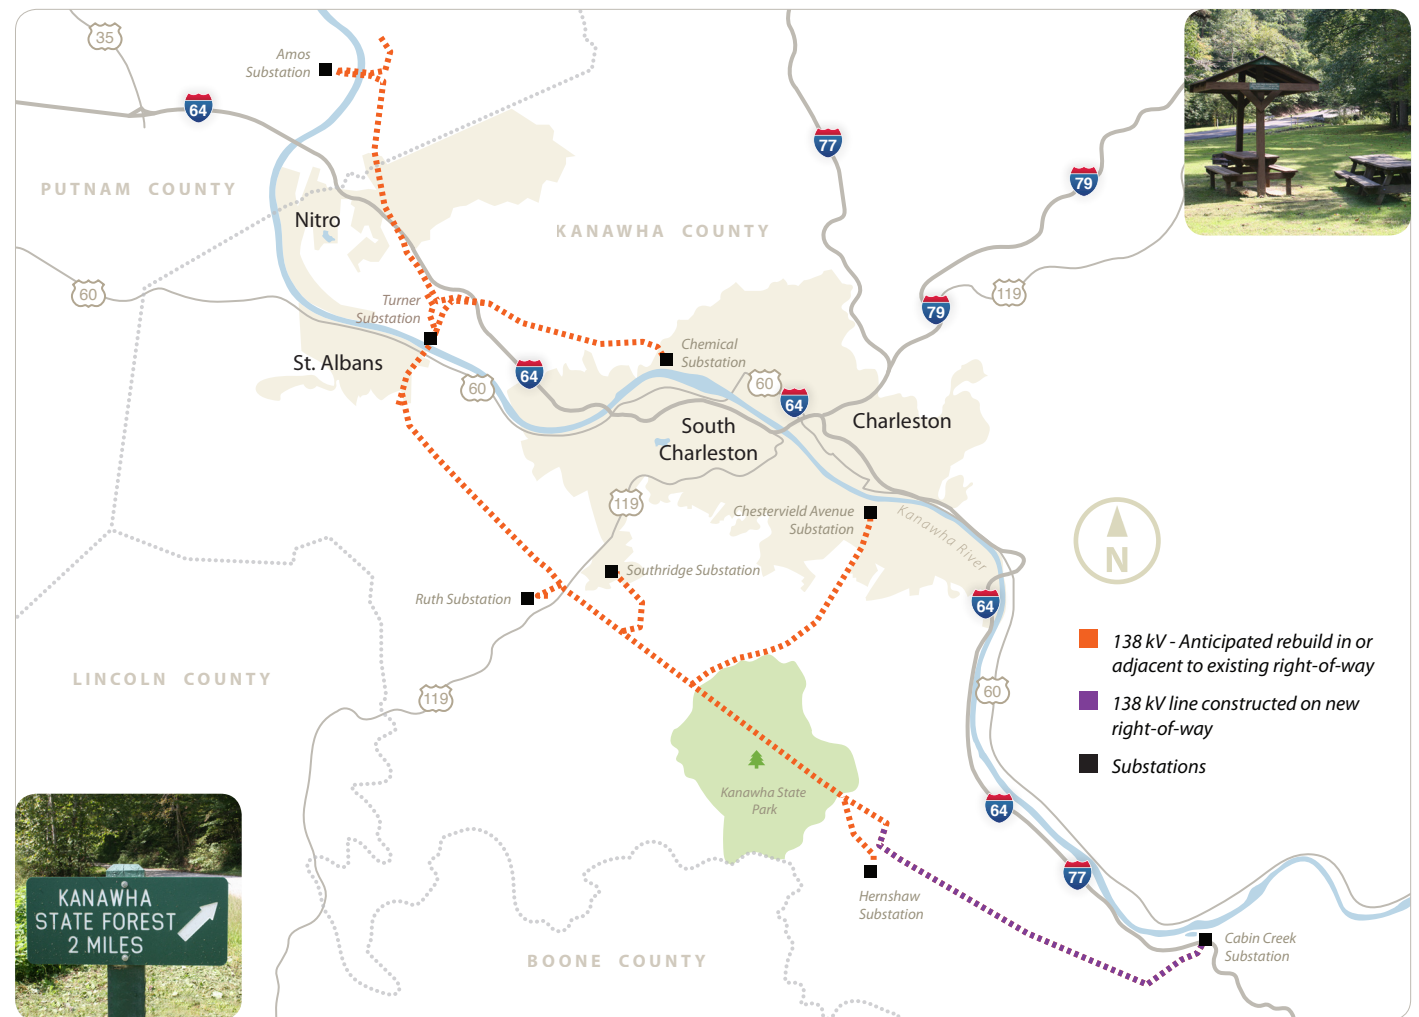 35
Amos
Substation
64
77
79
PUTNAM COUNTY
Nitro
KANAWHA COUNTY
60
Turner
Substation
119
79
St. Albans
Chemical
Substation
64
60
60
64
South
Charleston
Charleston
119
Chestervield Avenue
Substation
Kanawha River
N
Southridge Substation
Ruth Substation
64
138 kV - Anticipated rebuild in or
adjacent to existing right-of-way
138 kV line constructed on new
right-of-way
Substations
LINCOLN COUNTY
119
60
Kanawha State
Park
64
77
Hernshaw
Substation
Cabin Creek
Substation
BOONE COUNTY
KANAWHA
STATE FOREST
2 MILES